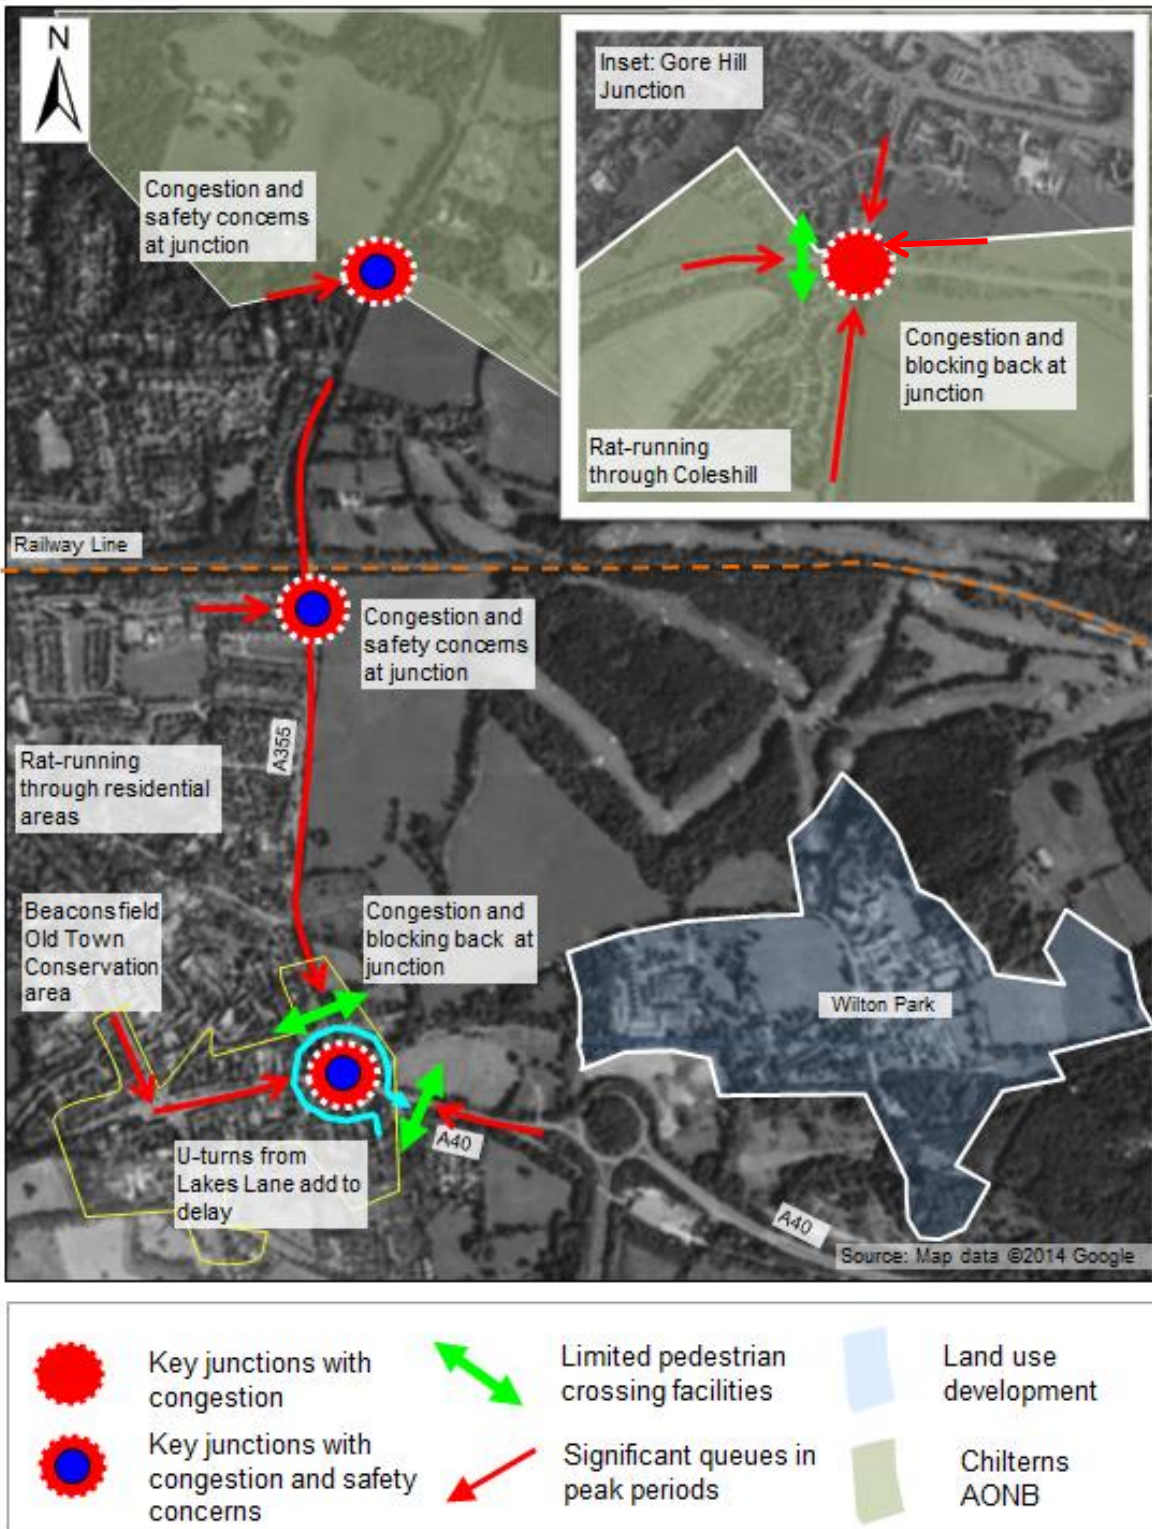 N
Inset: Gore Hill
Junction
Congestion and
safety concerns
at junction
Congestion and
blocking back at
junction
Rat-running
through Coleshill
Railway Line
Congestion and
safety concerns
at junction
A355
Rat-running
through residential
areas
Beaconsfield
Old Town
Conservation
area
Congestion and
blocking back at
junction
Wilton Park
A40
U-turns from
Lakes Lane add to
delay
A40
Source: Map data ©2014 Google
Key junctions with
congestion
Limited pedestrian
crossing facilities
Land use
development
Key junctions with
congestion and safety
concerns
Significant queues in
peak periods
Chilterns
AONB